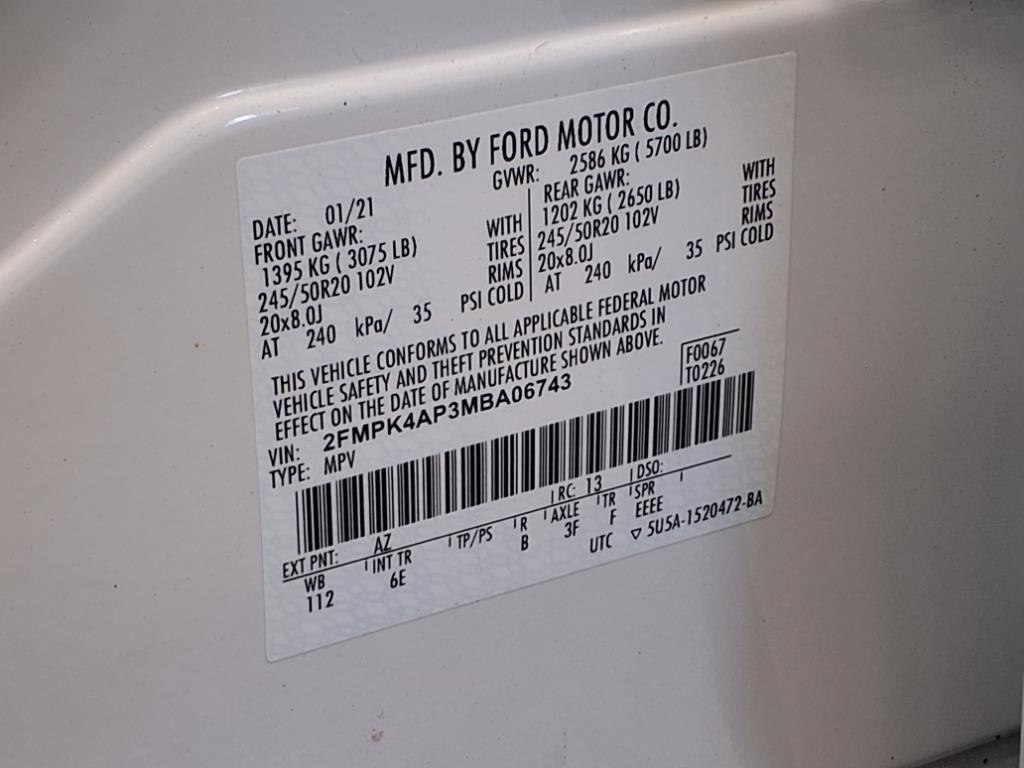 MFD. BY FORD MOTOR CO.
DATE: 01/21 GVWR: 2586 KG ( 5700 LB)
FRONT GAWR: REAR GAWR:
1395 KG ( 3075 LB) WITH 1202 KG ( 2650 LB) WITH
245/50R20 102V TIRES 245/50R20 102V TIRES
20x8.0J RIMS 20x8.0J RIMS
AT 240 kPa/ 35 PSI COLD AT 240 kPa/ 35 PSI COLD
THIS VEHICLE CONFORMS TO ALL APPLICABLE FEDERAL MOTOR
VEHICLE SAFETY AND THEFT PREVENTION STANDARDS IN
EFFECT ON THE DATE OF MANUFACTURE SHOWN ABOVE.
VIN: 2FMPK4AP3MBA06743 F0067
TYPE: MPV T0226
EXT PNT: AZ RC: 13 DSO:
WB INT TR TP/PS R AXLE TR SPR
112 6E B 3F F EEEE
UTC ▽ 5U5A-1520472-BA